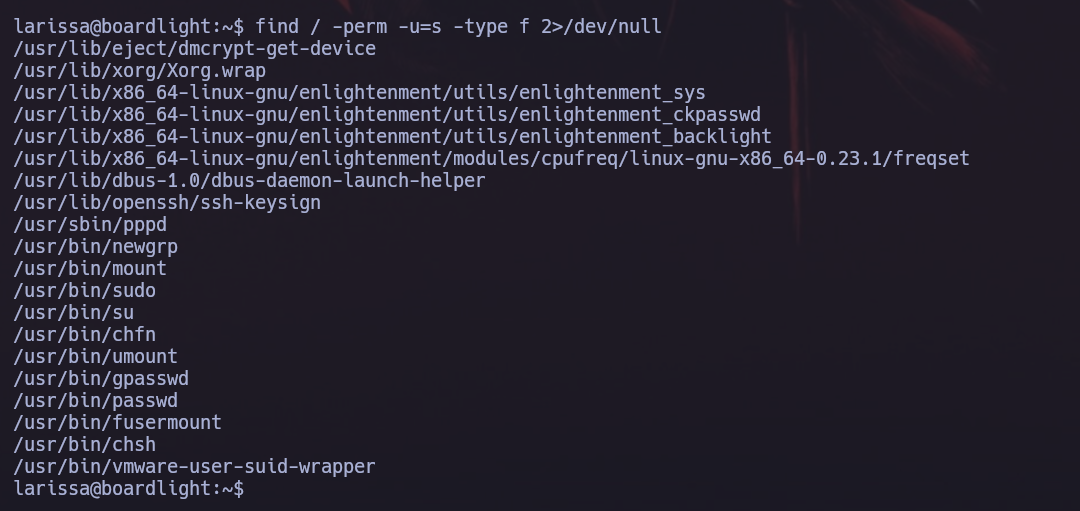 larissa@boardlight:~$ find / -perm -u=s -type f 2>/dev/null
/usr/lib/eject/dmcrypt-get-device
/usr/lib/xorg/Xorg.wrap
/usr/lib/x86_64-linux-gnu/enlightenment/utils/enlightenment_sys
/usr/lib/x86_64-linux-gnu/enlightenment/utils/enlightenment_ckpasswd
/usr/lib/x86_64-linux-gnu/enlightenment/utils/enlightenment_backlight
/usr/lib/x86_64-linux-gnu/enlightenment/modules/cpufreq/linux-gnu-x86_64-0.23.1/freqset
/usr/lib/dbus-1.0/dbus-daemon-launch-helper
/usr/lib/openssh/ssh-keysign
/usr/sbin/pppd
/usr/bin/newgrp
/usr/bin/mount
/usr/bin/sudo
/usr/bin/su
/usr/bin/chfn
/usr/bin/umount
/usr/bin/gpasswd
/usr/bin/passwd
/usr/bin/fusermount
/usr/bin/chsh
/usr/bin/vmware-user-suid-wrapper
larissa@boardlight:~$